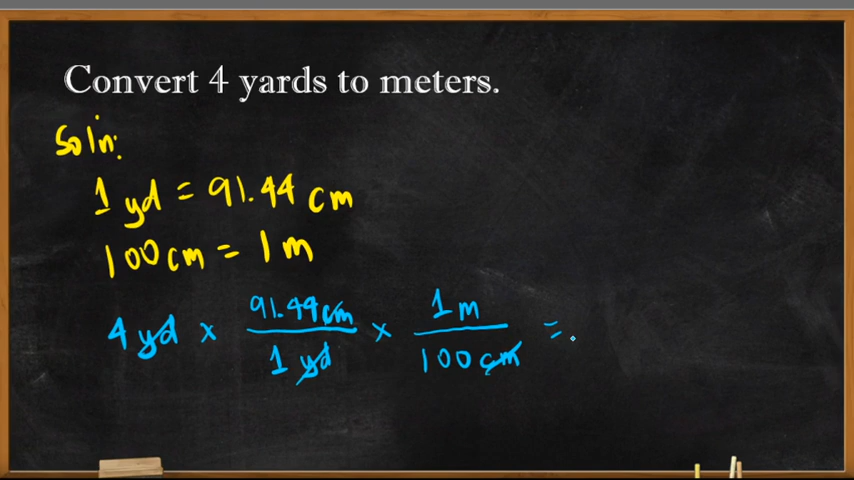 Convert 4 yards to meters.
Soln:
1 yd = 91.44 cm
100 cm = 1 m
4 yd × 91.44 cm / 1 yd × 1 m / 100 cm =